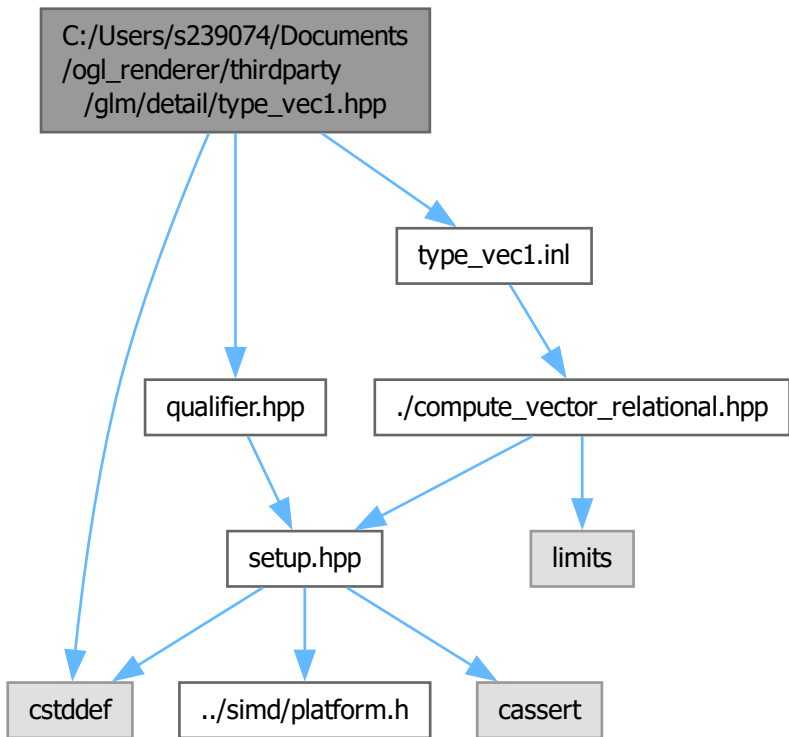 C:/Users/s239074/Documents
/ogl_renderer/thirdparty
/glm/detail/type_vec1.hpp
type_vec1.inl
qualifier.hpp
./compute_vector_relational.hpp
setup.hpp
limits
cstddef
../simd/platform.h
cassert